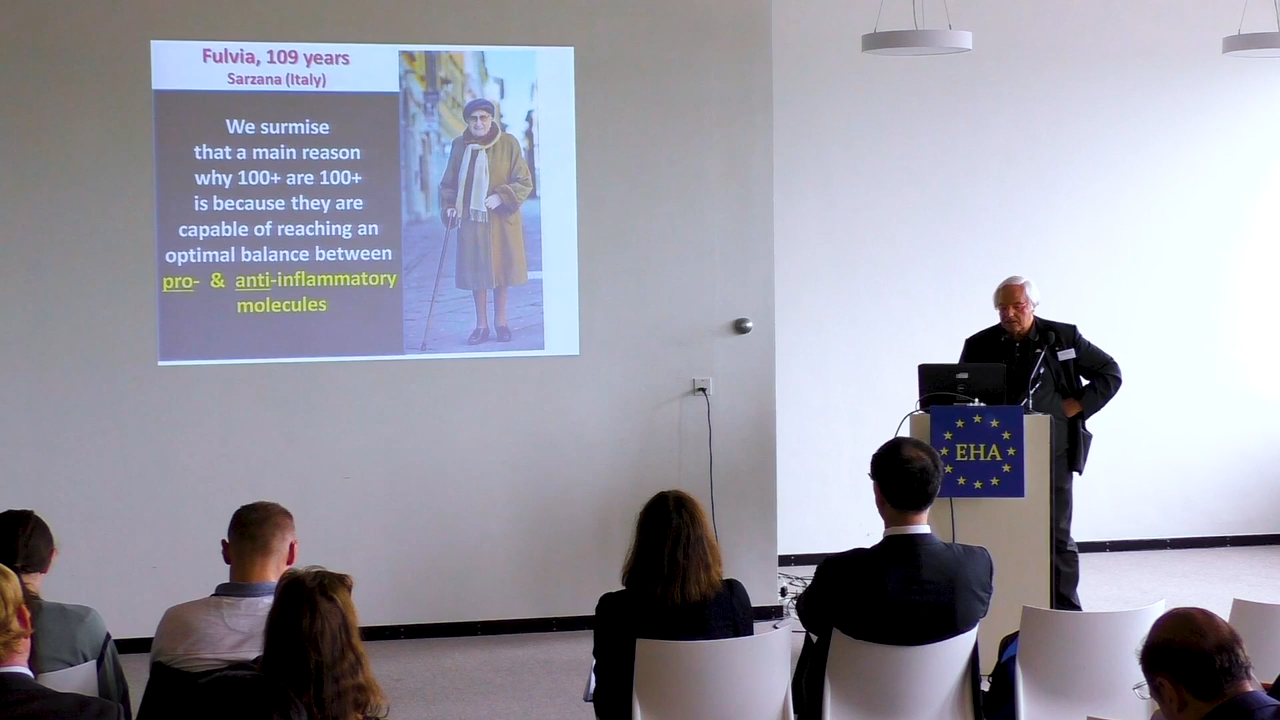 Fulvia, 109 years
Sarzana (Italy)
We surmise
that a main reason
why 100+ are 100+
is because they are
capable of reaching an
optimal balance between
pro- & anti-inflammatory
molecules
EHA